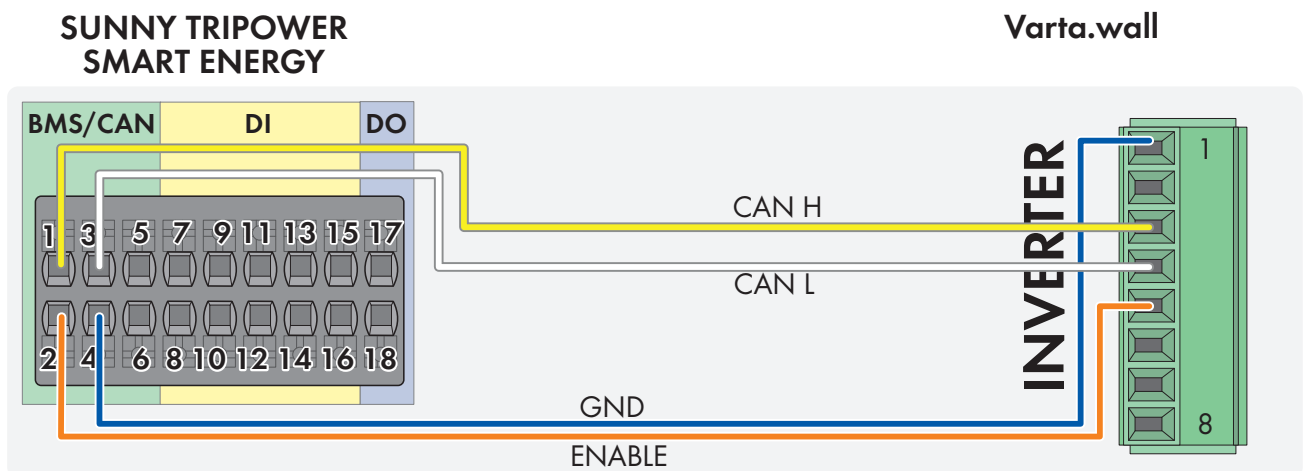 SUNNY TRIPOWER
SMART ENERGY
Varta.wall
BMS/CAN DI DO
1 3 5 7 9 11 13 15 17
2 4 6 8 10 12 14 16 18
CAN H
CAN L
GND
ENABLE
INVERTER
1
8